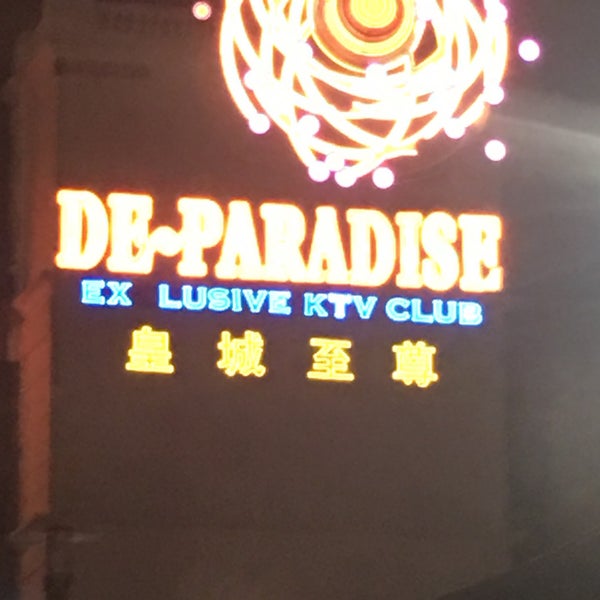 DE~PARADISE
EX LUSIVE KTV CLUB
皇城至尊